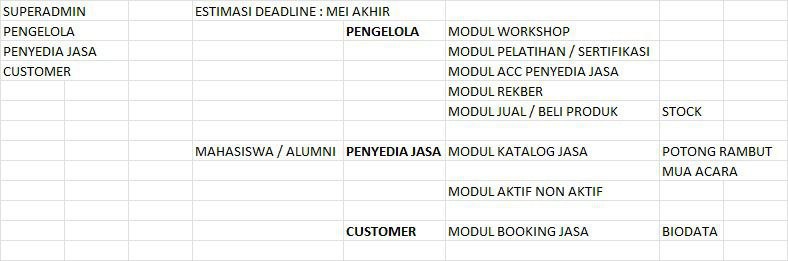 SUPERADMIN ESTIMASI DEADLINE : MEI AKHIR
PENGELOLA PENGELOLA MODUL WORKSHOP
PENYEDIA JASA MODUL PELATIHAN / SERTIFIKASI
CUSTOMER MODUL ACC PENYEDIA JASA
MODUL REKBER
MODUL JUAL / BELI PRODUK STOCK
MAHASISWA / ALUMNI PENYEDIA JASA MODUL KATALOG JASA POTONG RAMBUT
MUA ACARA
MODUL AKTIF NON AKTIF
CUSTOMER MODUL BOOKING JASA BIODATA